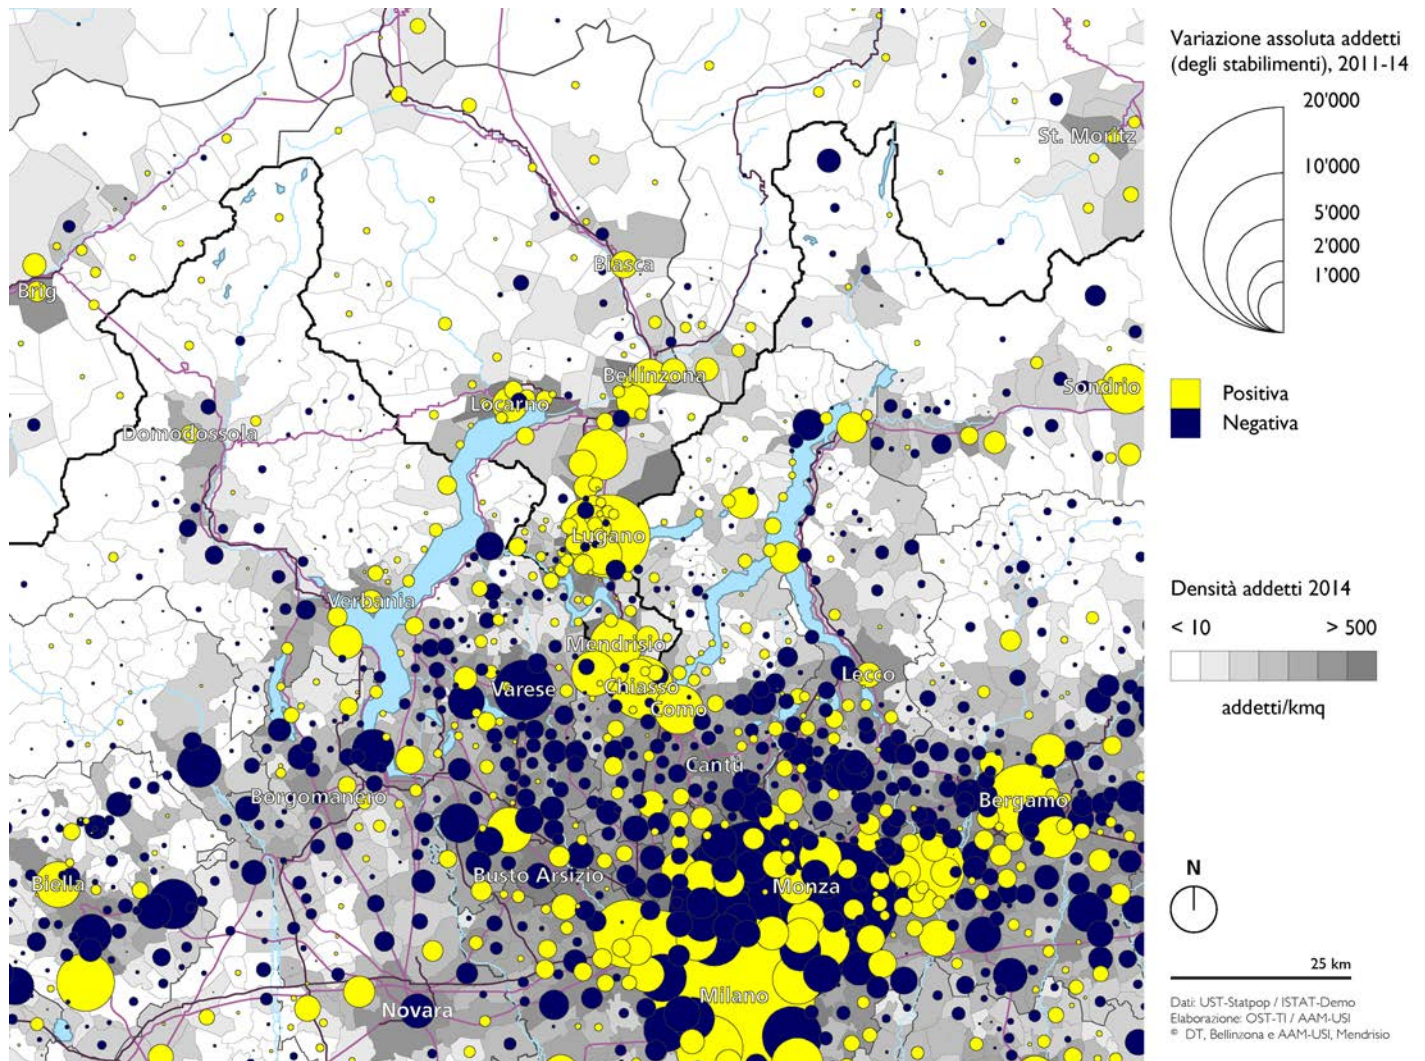 Variazione assoluta addetti
(degli stabilimenti), 2011-14
20'000
10'000
5'000
2'000
1'000
Positiva
Negativa
Densità addetti 2014
< 10
> 500
addetti/kmq
N
25 km
Dati: UST-Statpop / ISTAT-Demo
Elaborazione: OST-TI / AAM-USI
© DT, Bellinzona e AAM-USI, Mendrisio
St. Moritz
Biasca
Brig
Bellinzona
Sondrio
Locarno
Domodossola
Lugano
Verbania
Mendrisio
Lecco
Varese
Chiasso
Como
Cantù
Borgomanero
Bergamo
Busto Arsizio
Biella
Monza
Milano
Novara